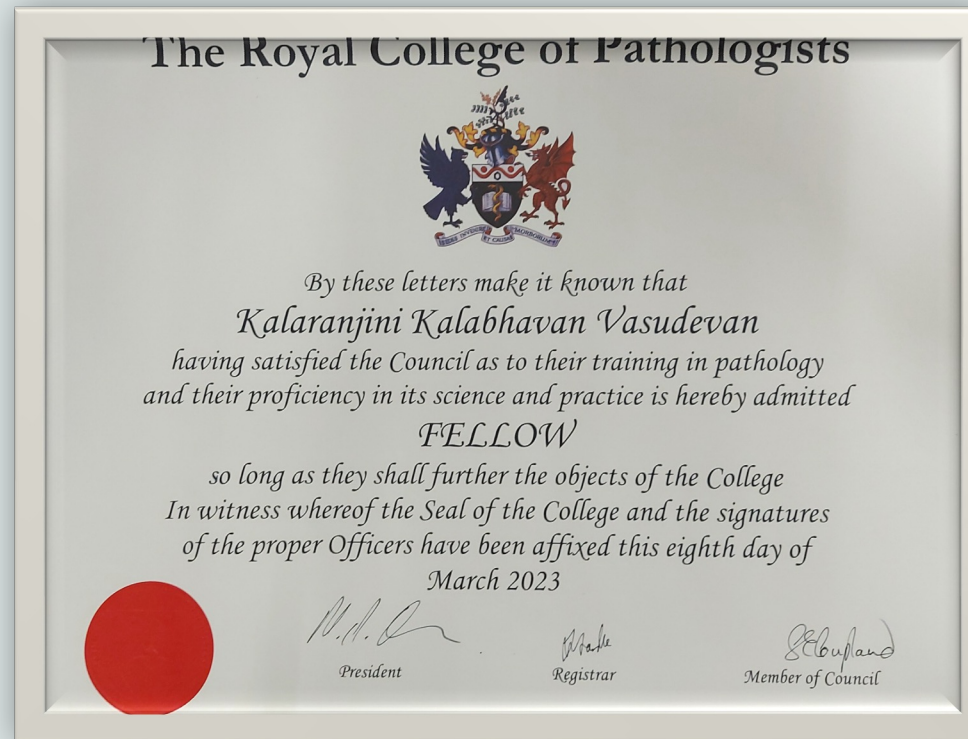 The Royal College of Pathologists
By these letters make it known that
Kalaranjini Kalabhavan Vasudevan
having satisfied the Council as to their training in pathology
and their proficiency in its science and practice is hereby admitted
FELLOW
so long as they shall further the objects of the College
In witness whereof the Seal of the College and the signatures
of the proper Officers have been affixed this eighth day of
March 2023
President
Registrar
Member of Council